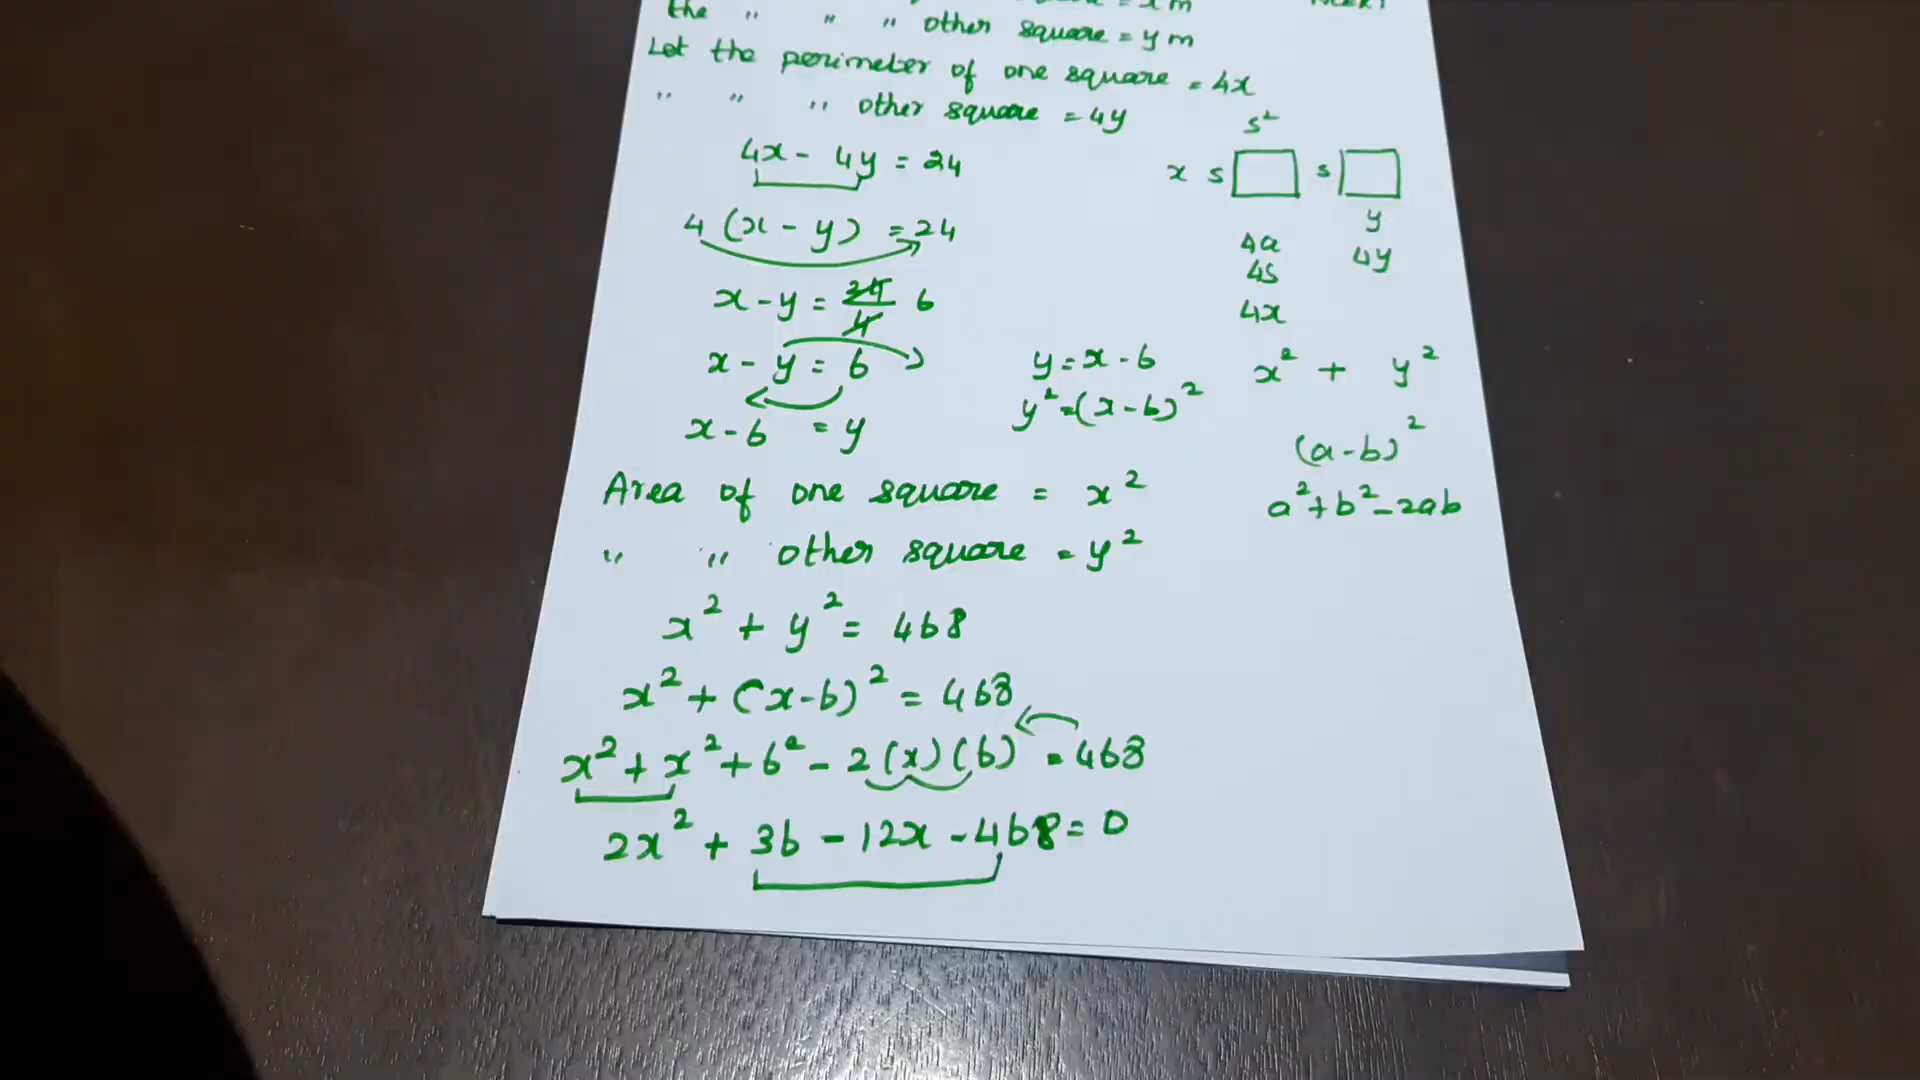 the " " " other square = y m
Let the perimeter of one square = 4x
" " " other square = 4y
4x - 4y = 24
4 (x - y) = 24
x - y = 24/4 6
x - y = 6
x - 6 = y
Area of one square = x²
" " other square = y²
x² + y² = 468
x² + (x-6)² = 468
x² + x² + 6² - 2(x)(6) = 468
2x² + 36 - 12x - 468 = 0
s²
x s s
y
4a 4y
4s
4x
y = x - 6
y² = (x-6)²
x² + y²
(a-b)²
a²+b²-2ab